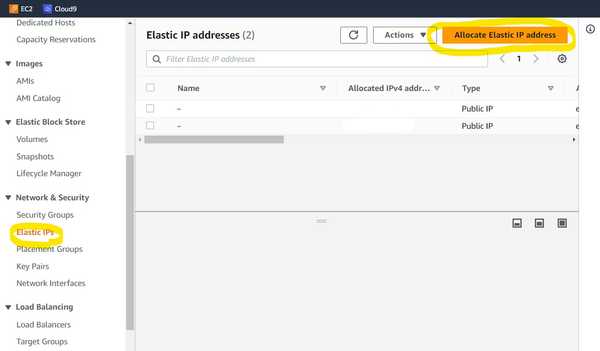 EC2 Cloud9
Dedicated Hosts
Capacity Reservations
Images
AMIs
AMI Catalog
Elastic Block Store
Volumes
Snapshots
Lifecycle Manager
Network & Security
Security Groups
Elastic IPs
Placement Groups
Key Pairs
Network Interfaces
Load Balancing
Load Balancers
Target Groups
Elastic IP addresses (2)
Actions
Allocate Elastic IP address
Filter Elastic IP addresses
1
Name Allocated IPv4 addr... Type A
– Public IP e
– Public IP e